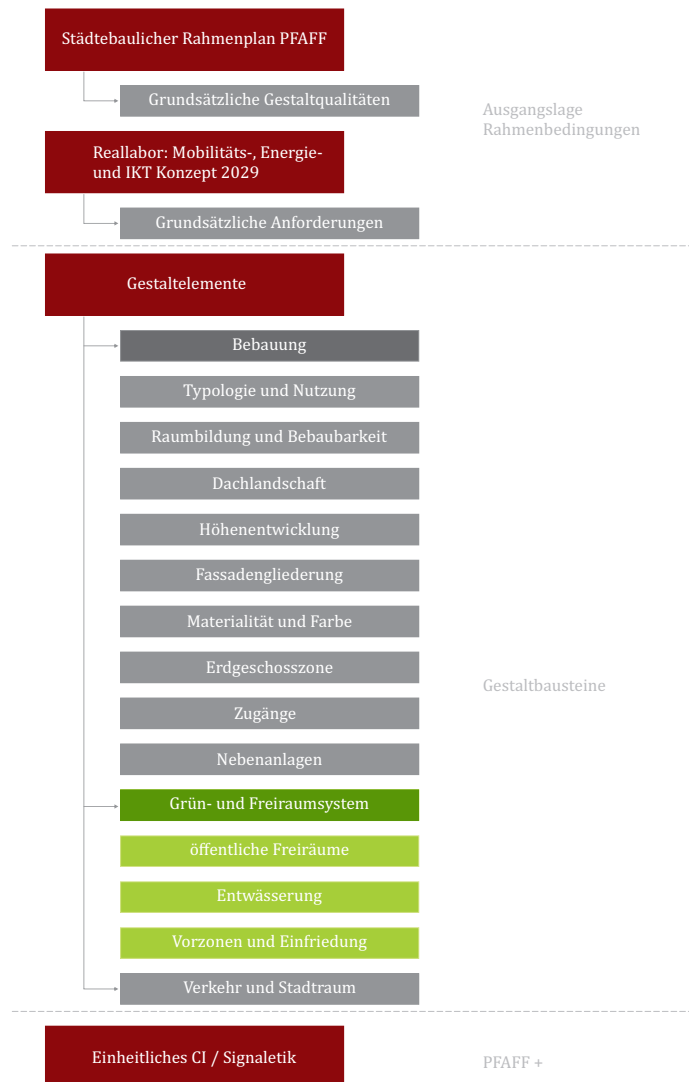 Städtebaulicher Rahmenplan PFAFF
Grundsätzliche Gestaltqualitäten
Ausgangslage
Rahmenbedingungen
Reallabor: Mobilitäts-, Energie-
und IKT Konzept 2029
Grundsätzliche Anforderungen
Gestaltelemente
Bebauung
Typologie und Nutzung
Raumbildung und Bebaubarkeit
Dachlandschaft
Höhenentwicklung
Fassadengliederung
Materialität und Farbe
Erdgeschosszone
Gestaltbausteine
Zugänge
Nebenanlagen
Grün- und Freiraumsystem
öffentliche Freiräume
Entwässerung
Vorzonen und Einfriedung
Verkehr und Stadtraum
Einheitliches CI / Signaletik
PFAFF +